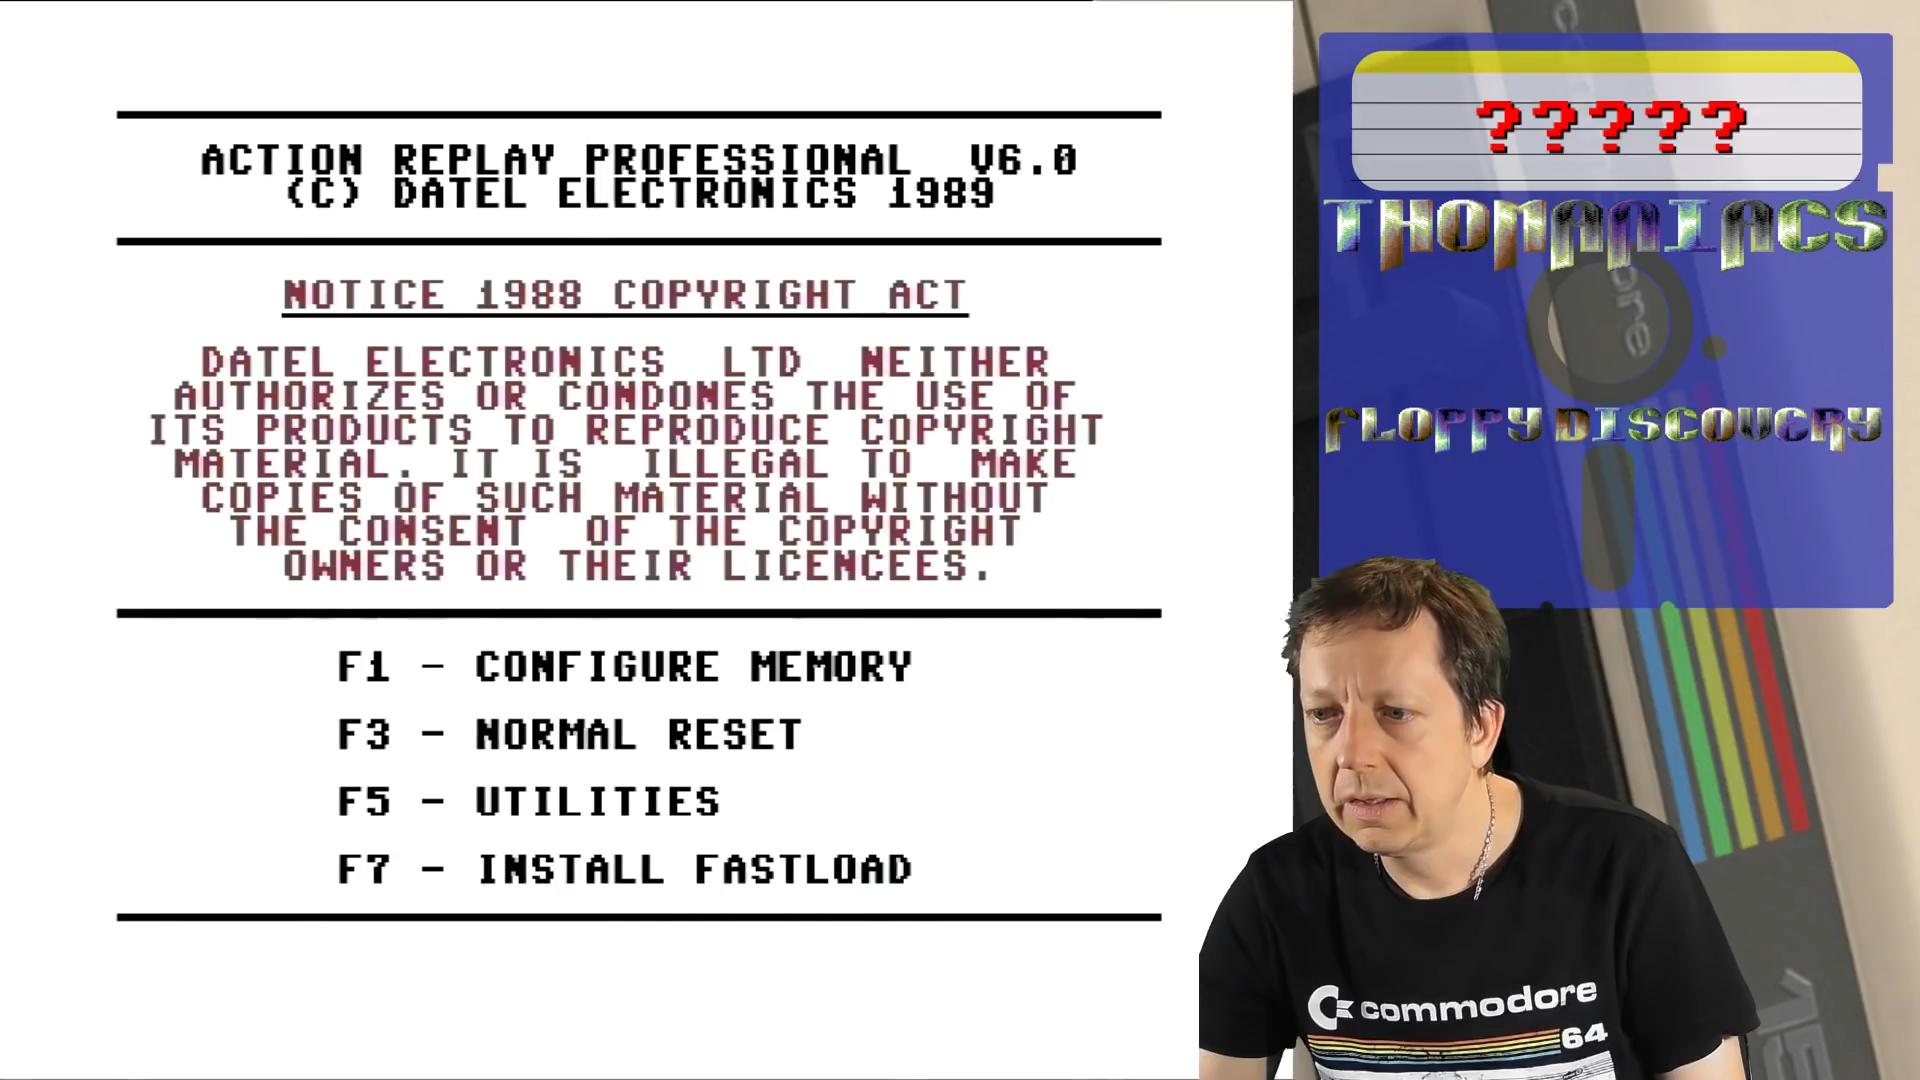 ACTION REPLAY PROFESSIONAL V6.0
(C) DATEL ELECTRONICS 1989
NOTICE 1988 COPYRIGHT ACT
DATEL ELECTRONICS LTD NEITHER
AUTHORIZES OR CONDONES THE USE OF
ITS PRODUCTS TO REPRODUCE COPYRIGHT
MATERIAL. IT IS ILLEGAL TO MAKE
COPIES OF SUCH MATERIAL WITHOUT
THE CONSENT OF THE COPYRIGHT
OWNERS OR THEIR LICENCEES.
F1 - CONFIGURE MEMORY
F3 - NORMAL RESET
F5 - UTILITIES
F7 - INSTALL FASTLOAD
?????
THOMANIACS
FLOPPY DISCOVERY
commodore
64